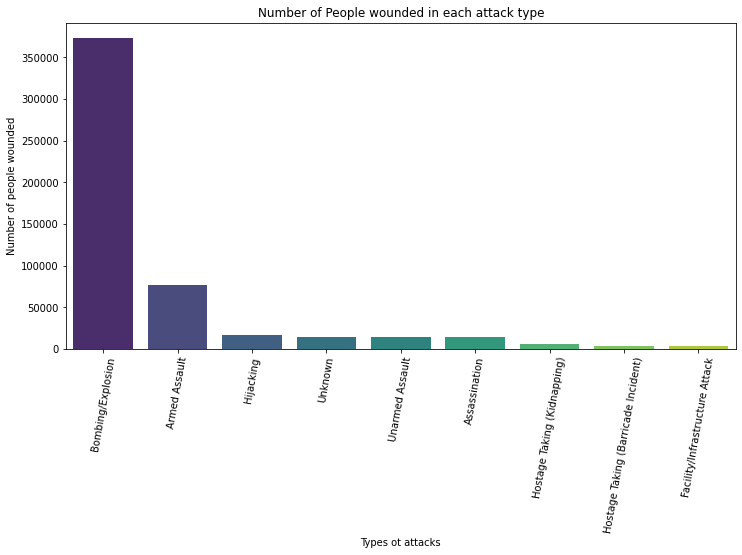 Number of People wounded in each attack type
Number of people wounded
350000
300000
250000
200000
150000
100000
50000
0
Bombing/Explosion
Armed Assault
Hijacking
Unknown
Unarmed Assault
Assassination
Hostage Taking (Kidnapping)
Hostage Taking (Barricade Incident)
Facility/Infrastructure Attack
Types ot attacks